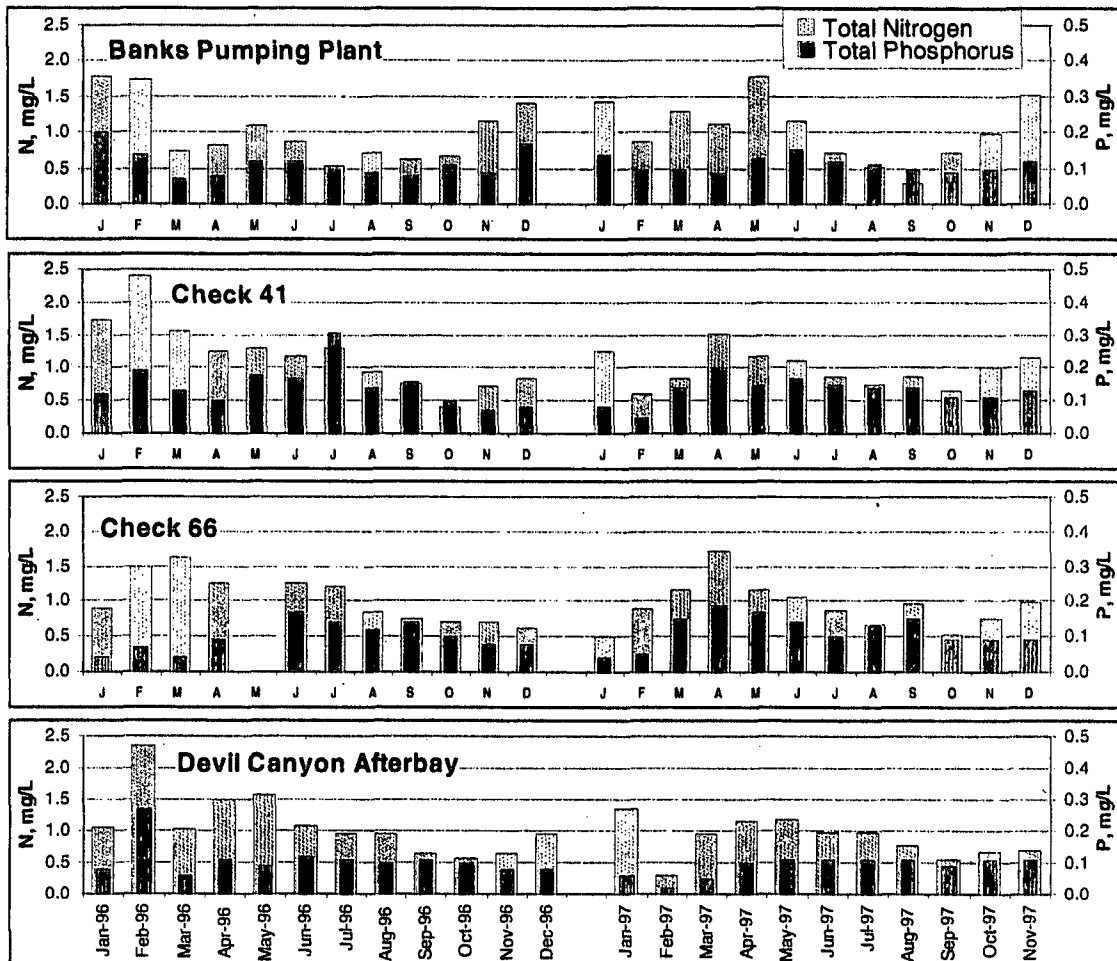 Total Nitrogen
Total Phosphorus
Banks Pumping Plant
N, mg/L
2.5
2.0
1.5
1.0
0.5
0.0
P, mg/L
0.5
0.4
0.3
0.2
0.1
0.0
J F M A M J J A S O N D J F M A M J J A S O N D
Check 41
N, mg/L
2.5
2.0
1.5
1.0
0.5
0.0
P, mg/L
0.5
0.4
0.3
0.2
0.1
0.0
J F M A M J J A S O N D J F M A M J J A S O N D
Check 66
N, mg/L
2.5
2.0
1.5
1.0
0.5
0.0
P, mg/L
0.5
0.4
0.3
0.2
0.1
0.0
J F M A M J J A S O N D J F M A M J J A S O N D
Devil Canyon Afterbay
N, mg/L
2.5
2.0
1.5
1.0
0.5
0.0
P, mg/L
0.5
0.4
0.3
0.2
0.1
0.0
Jan-96
Feb-96
Mar-96
Apr-96
May-96
Jun-96
Jul-96
Aug-96
Sep-96
Oct-96
Nov-96
Dec-96
Jan-97
Feb-97
Mar-97
Apr-97
May-97
Jun-97
Jul-97
Aug-97
Sep-97
Oct-97
Nov-97